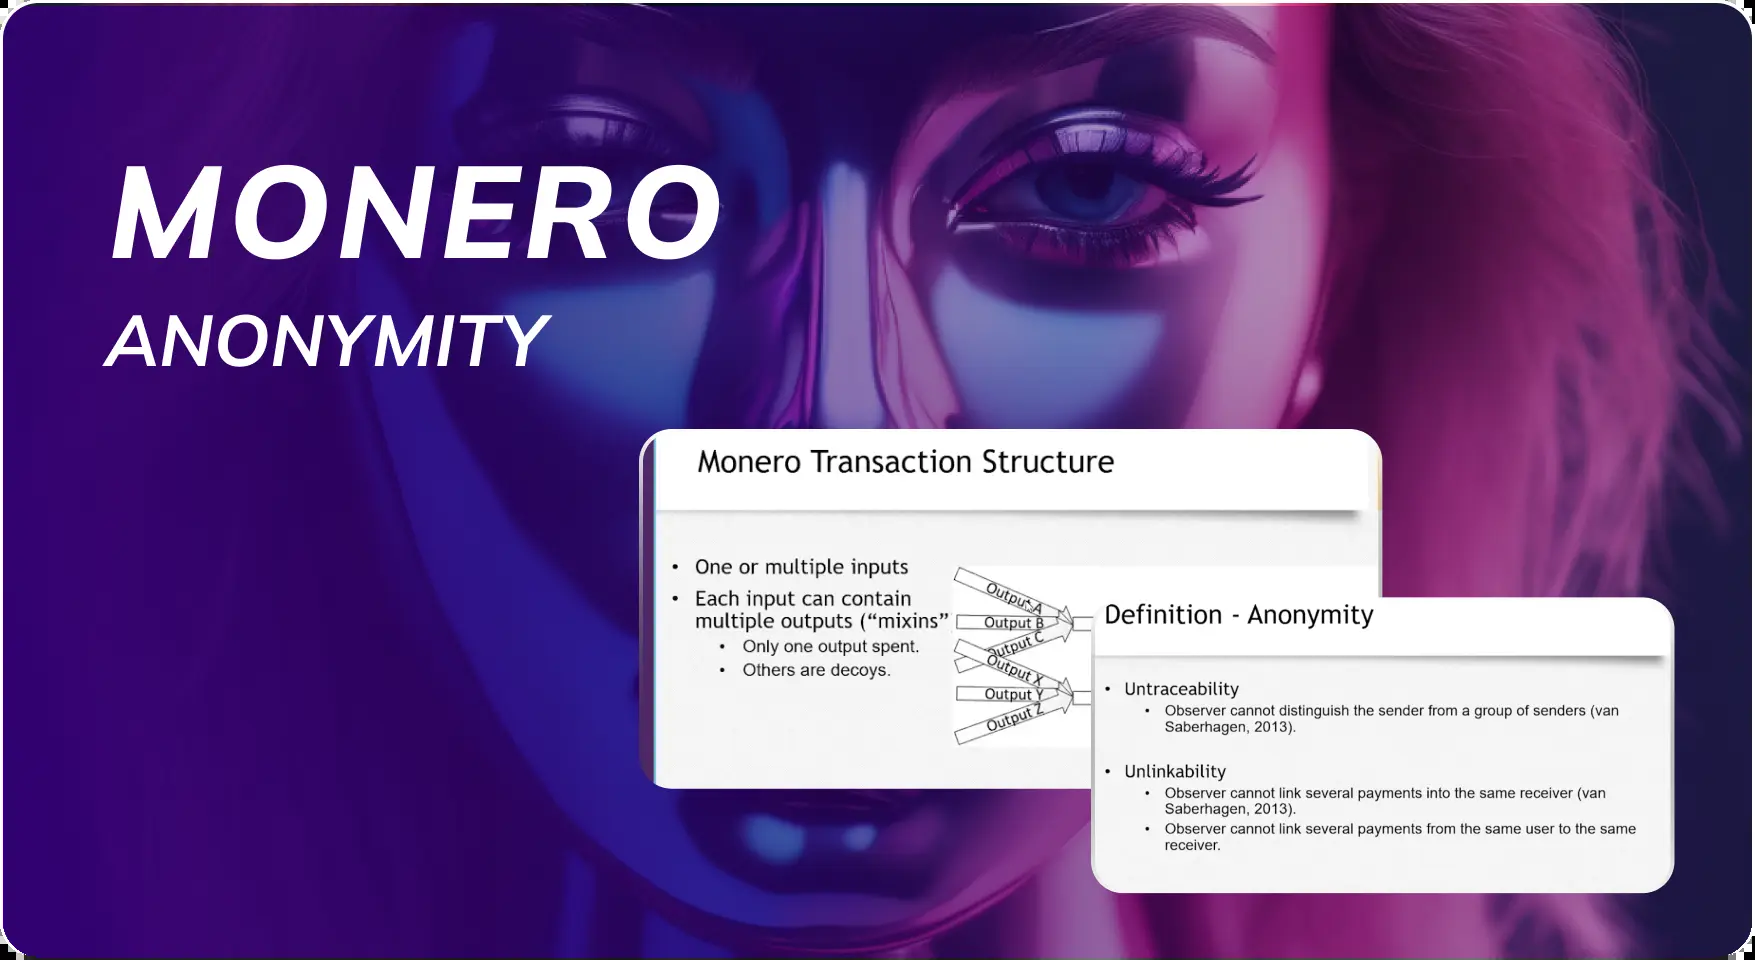 MONERO
ANONYMITY
Monero Transaction Structure
• One or multiple inputs
• Each input can contain
multiple outputs (“mixins”
• Only one output spent.
• Others are decoys.
Output A
Output B
Output C
Output X
Output Y
Output Z
Definition - Anonymity
• Untraceability
• Observer cannot distinguish the sender from a group of senders (van
Saberhagen, 2013).
• Unlinkability
• Observer cannot link several payments into the same receiver (van
Saberhagen, 2013).
• Observer cannot link several payments from the same user to the same
receiver.